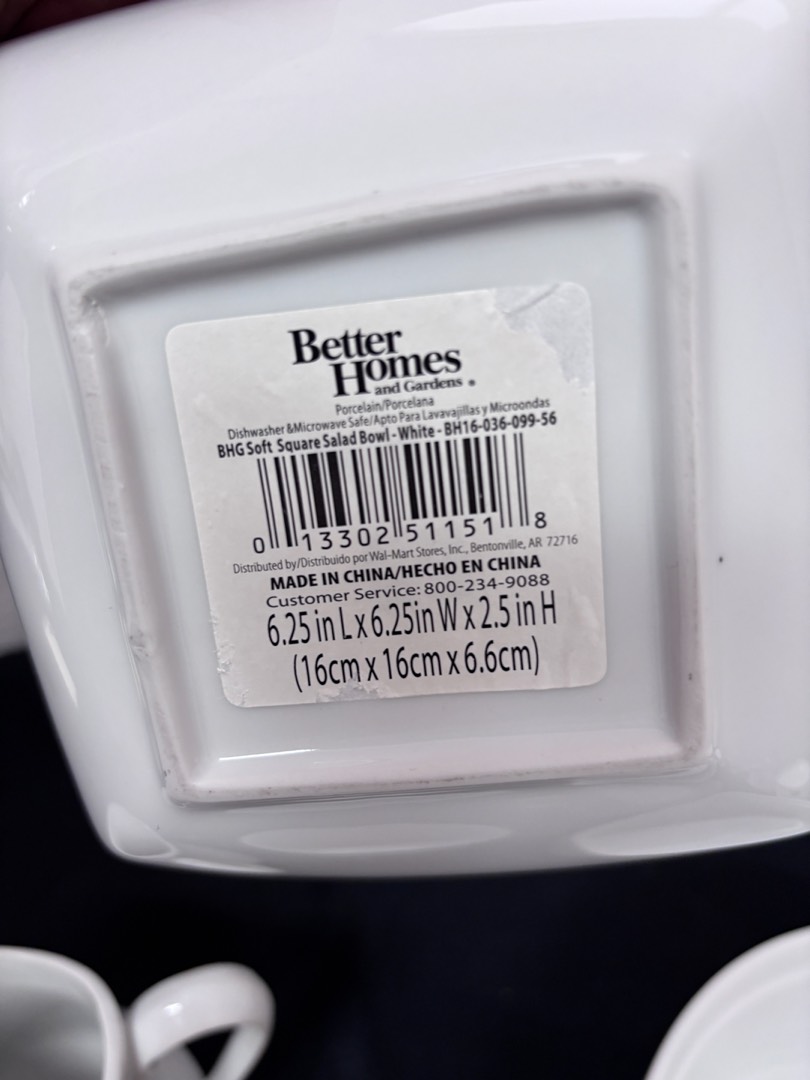 Better
Homes
and Gardens ®
Porcelain/Porcelana
Dishwasher &Microwave Safe/Apto Para Lavavajillas y Microondas
BHG Soft Square Salad Bowl - White - BH16-036-099-56
0 13302 51151 8
Distributed by/Distribuido por Wal-Mart Stores, Inc., Bentonville, AR 72716
MADE IN CHINA/HECHO EN CHINA
Customer Service: 800-234-9088
6.25 in L x 6.25in W x 2.5 in H
(16cm x 16cm x 6.6cm)